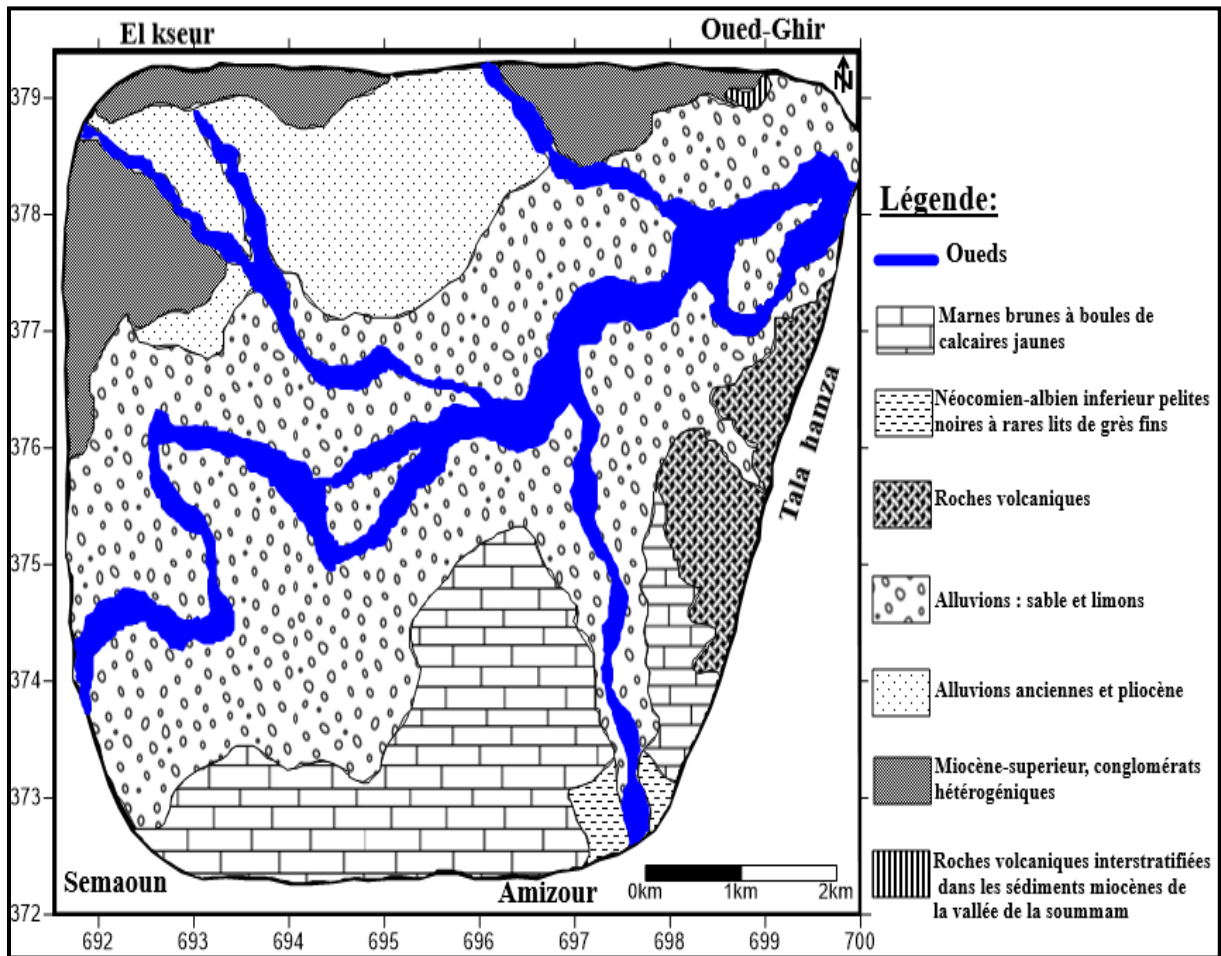 El kseur
Oued-Ghir
N
379
378
377
376
375
374
373
372
692
693
694
695
696
697
698
699
700
Tala hamza
Semaoun
Amizour
0km
1km
2km
Légende:
Oueds
Marnes brunes à boules de
calcaires jaunes
Néocomien-albien inferieur pelites
noires à rares lits de grès fins
Roches volcaniques
Alluvions : sable et limons
Alluvions anciennes et pliocène
Miocène-superieur, conglomérats
hétérogéniques
Roches volcaniques interstratifiées
dans les sédiments miocènes de
la vallée de la soummam